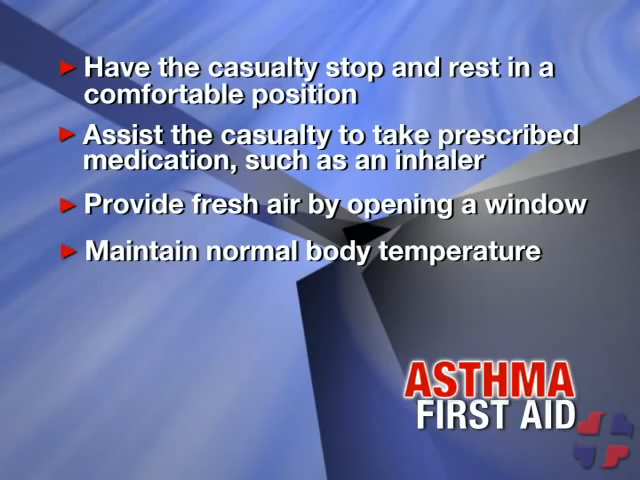 Have the casualty stop and rest in a
comfortable position
Assist the casualty to take prescribed
medication, such as an inhaler
Provide fresh air by opening a window
Maintain normal body temperature
ASTHMA
FIRST AID